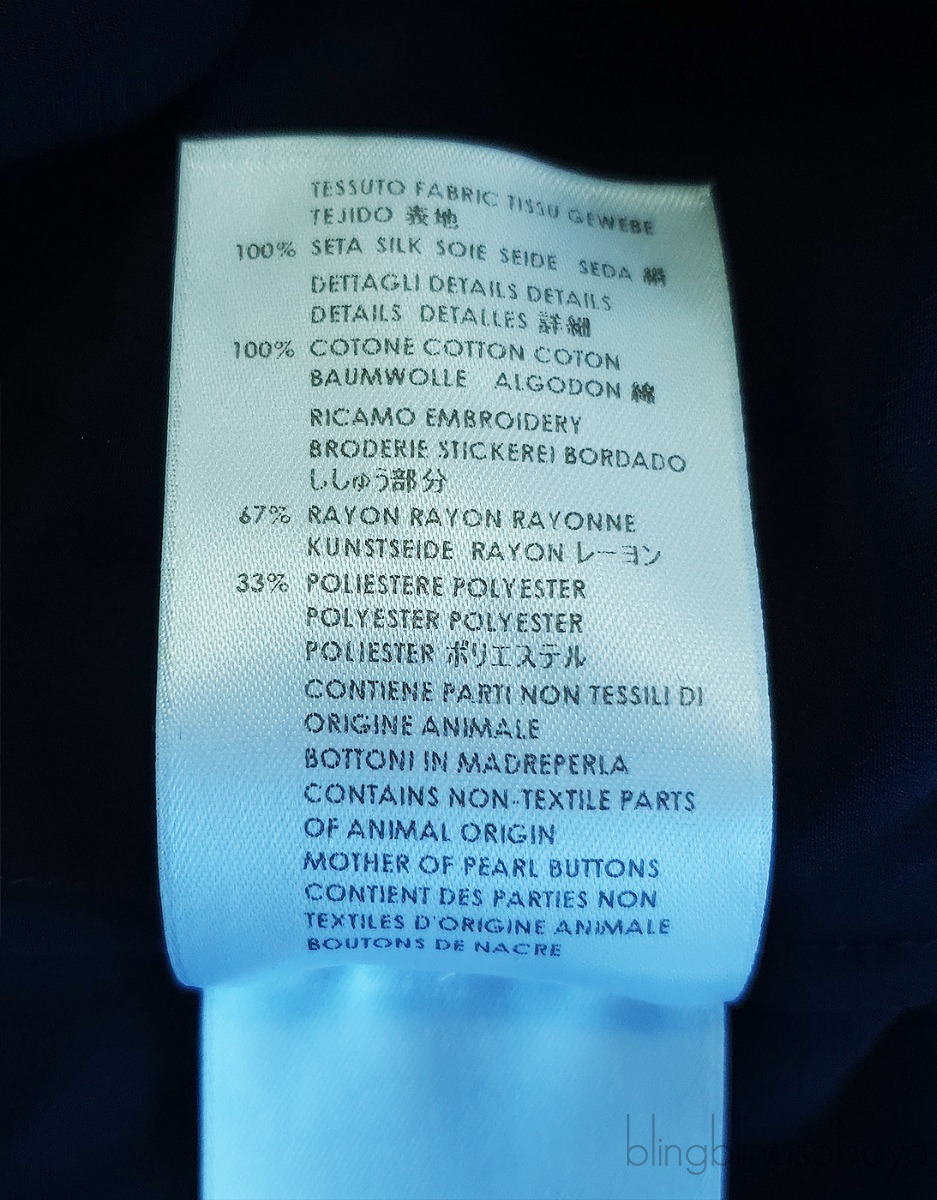 TESSUTO FABRIC TISSU GEWEBE
TEJIDO 表地
100% SETA SILK SOIE SEIDE SEDA 絹
DETTAGLI DETAILS DETAILS
DETAILS DETALLES 詳細
100% COTONE COTTON COTON
BAUMWOLLE ALGODON 綿
RICAMO EMBROIDERY
BRODERIE STICKEREI BORDADO
ししゅう部分
67% RAYON RAYON RAYONNE
KUNSTSEIDE RAYON レーヨン
33% POLIESTERE POLYESTER
POLYESTER POLYESTER
POLIESTER ポリエステル
CONTIENE PARTI NON TESSILI DI
ORIGINE ANIMALE
BOTTONI IN MADREPERLA
CONTAINS NON-TEXTILE PARTS
OF ANIMAL ORIGIN
MOTHER OF PEARL BUTTONS
CONTIENT DES PARTIES NON
TEXTILES D'ORIGINE ANIMALE
BOUTONS DE NACRE